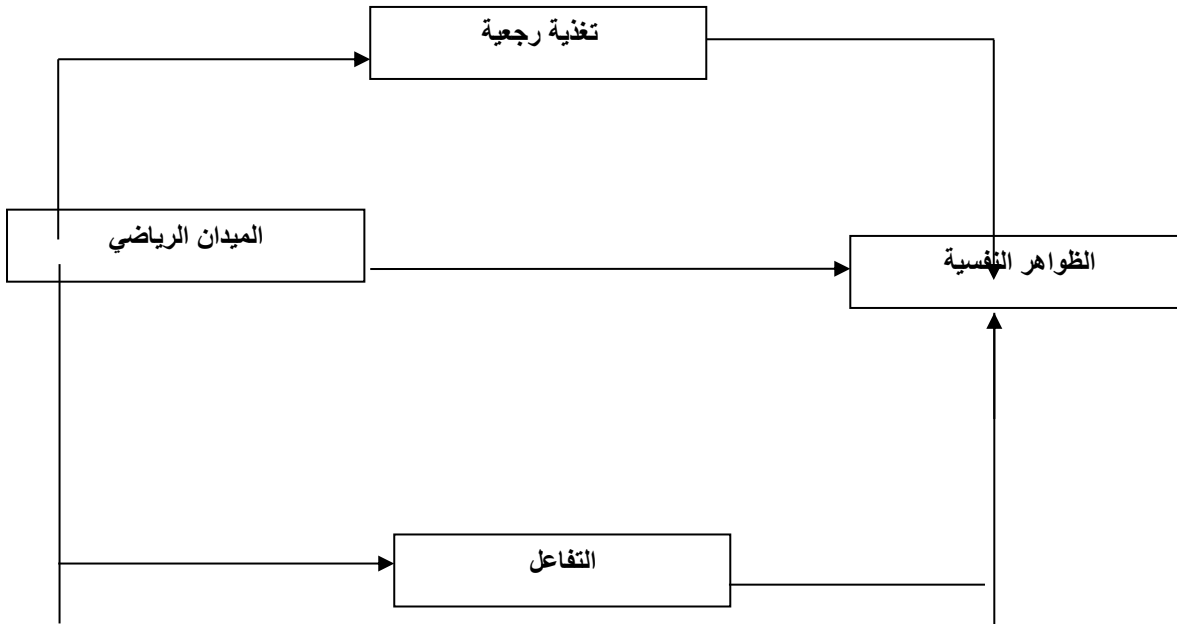 تغذية رجعية
الميدان الرياضي
الظواهر النفسية
التفاعل